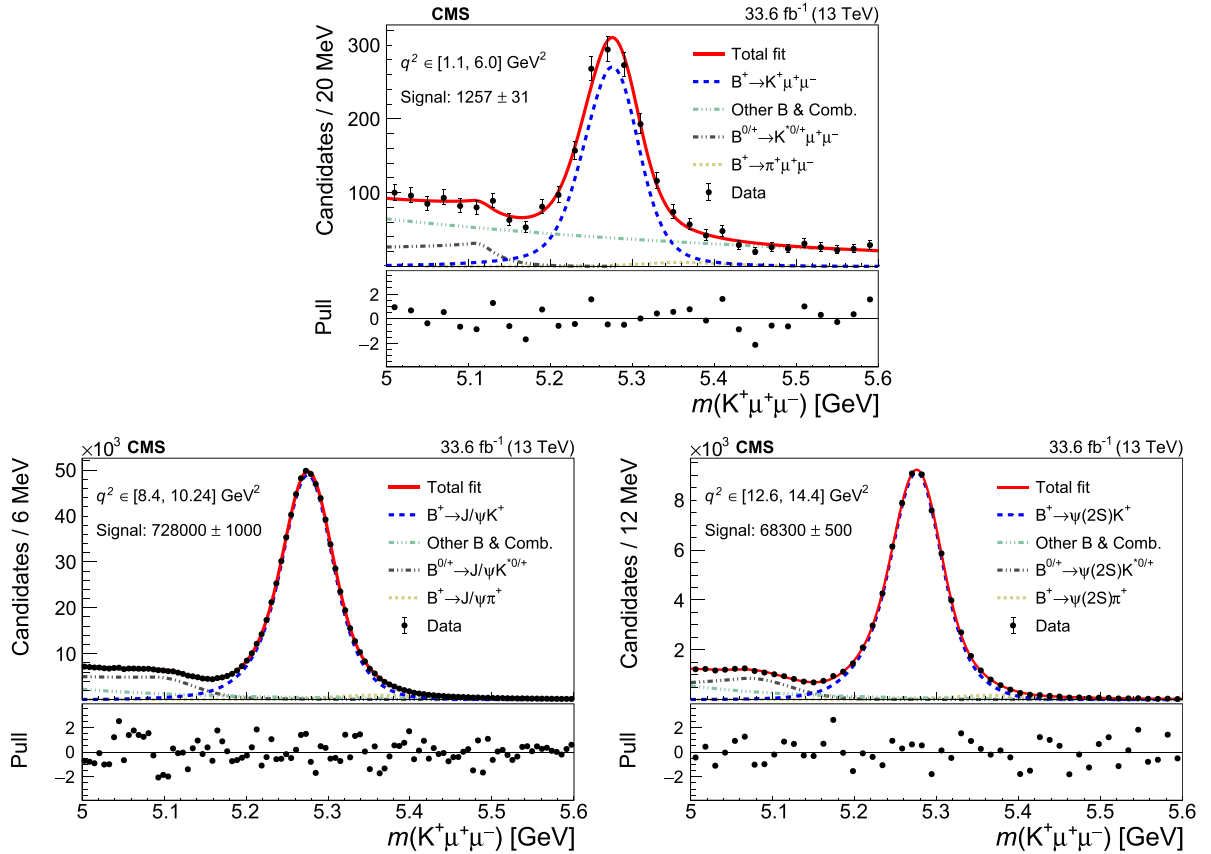 CMS 33.6 fb⁻¹ (13 TeV)
Candidates / 20 MeV
300
200
100
q² ∈ [1.1, 6.0] GeV²
Signal: 1257 ± 31
Total fit
B⁺→K⁺μ⁺μ⁻
Other B & Comb.
B⁰ᐟ⁺→K*⁰ᐟ⁺μ⁺μ⁻
B⁺→π⁺μ⁺μ⁻
Data
Pull
2
0
−2
5 5.1 5.2 5.3 5.4 5.5 5.6
m(K⁺μ⁺μ⁻) [GeV]
×10³ CMS 33.6 fb⁻¹ (13 TeV)
Candidates / 6 MeV
50
40
30
20
10
q² ∈ [8.4, 10.24] GeV²
Signal: 728000 ± 1000
Total fit
B⁺→J/ψK⁺
Other B & Comb.
B⁰ᐟ⁺→J/ψK*⁰ᐟ⁺
B⁺→J/ψπ⁺
Data
Pull
2
0
−2
5 5.1 5.2 5.3 5.4 5.5 5.6
m(K⁺μ⁺μ⁻) [GeV]
×10³ CMS 33.6 fb⁻¹ (13 TeV)
Candidates / 12 MeV
8
6
4
2
q² ∈ [12.6, 14.4] GeV²
Signal: 68300 ± 500
Total fit
B⁺→ψ(2S)K⁺
Other B & Comb.
B⁰ᐟ⁺→ψ(2S)K*⁰ᐟ⁺
B⁺→ψ(2S)π⁺
Data
Pull
2
0
−2
5 5.1 5.2 5.3 5.4 5.5 5.6
m(K⁺μ⁺μ⁻) [GeV]